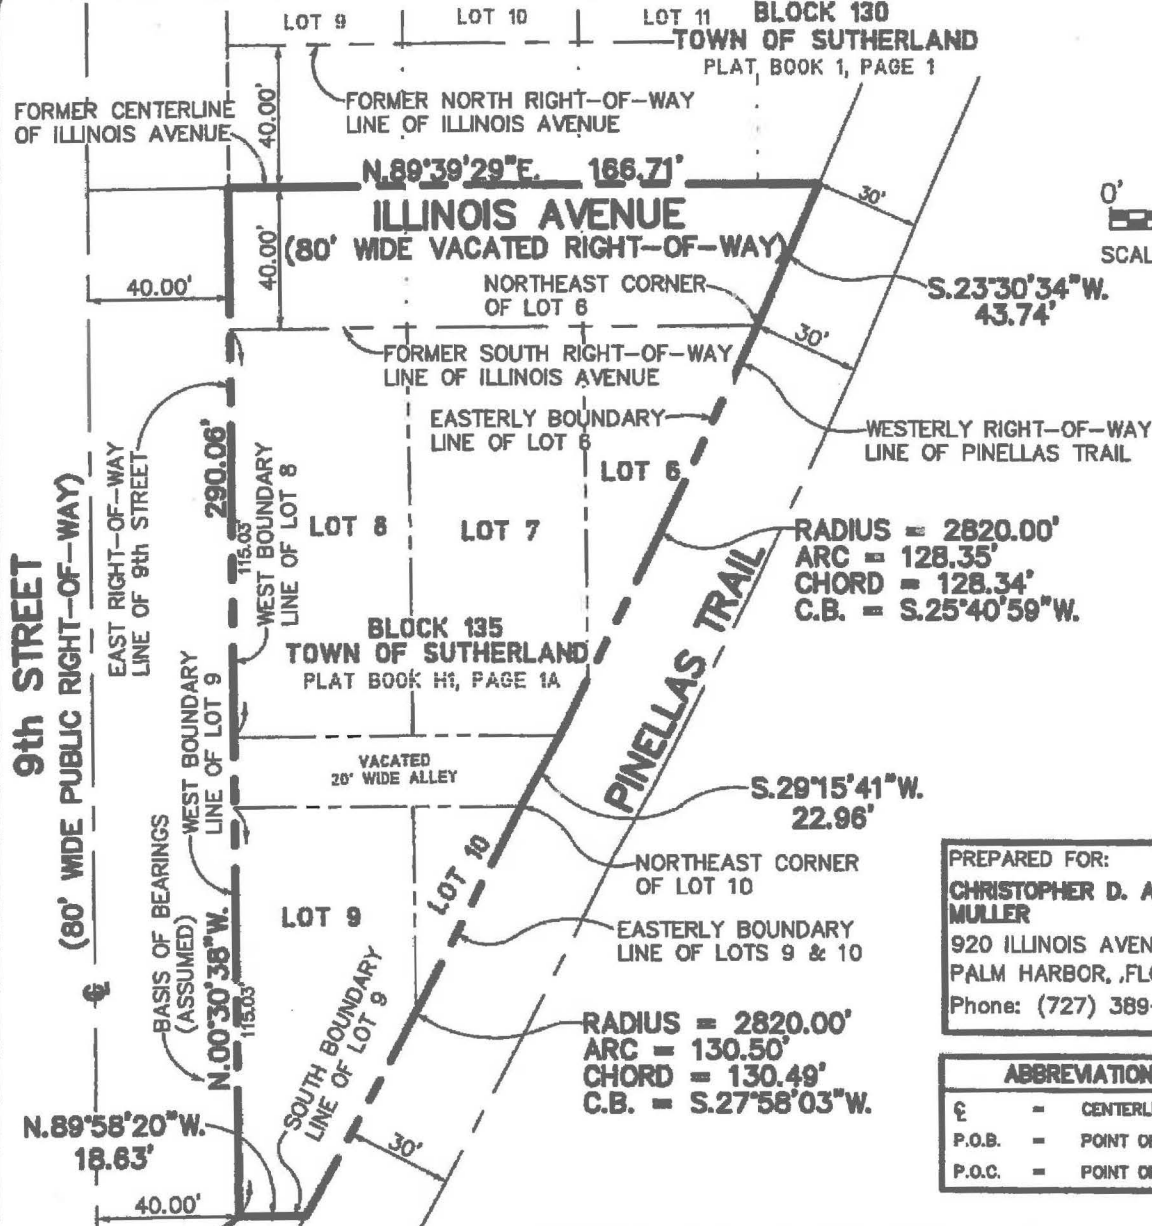 LOT 9
LOT 10
LOT 11
BLOCK 130
TOWN OF SUTHERLAND
PLAT BOOK 1, PAGE 1
FORMER CENTERLINE
OF ILLINOIS AVENUE
40.00'
FORMER NORTH RIGHT-OF-WAY
LINE OF ILLINOIS AVENUE
N.89°39'29"E. 166.71'
30'
ILLINOIS AVENUE
(80' WIDE VACATED RIGHT-OF-WAY)
0'
SCAL
40.00'
40.00'
NORTHEAST CORNER
OF LOT 6
S.23°30'34"W.
43.74'
30'
FORMER SOUTH RIGHT-OF-WAY
LINE OF ILLINOIS AVENUE
EASTERLY BOUNDARY
LINE OF LOT 6
WESTERLY RIGHT-OF-WAY
LINE OF PINELLAS TRAIL
9th STREET
(80' WIDE PUBLIC RIGHT-OF-WAY)
EAST RIGHT-OF-WAY
LINE OF 9th STREET
290.06'
115.03'
WEST BOUNDARY
LINE OF LOT 8
LOT 8
LOT 7
LOT 6
RADIUS = 2820.00'
ARC = 128.35'
CHORD = 128.34'
C.B. = S.25°40'59"W.
BLOCK 135
TOWN OF SUTHERLAND
PLAT BOOK H1, PAGE 1A
PINELLAS TRAIL
WEST BOUNDARY
LINE OF LOT 9
VACATED
20' WIDE ALLEY
S.29°15'41"W.
22.96'
BASIS OF BEARINGS
(ASSUMED)
N.00°30'38"W.
115.03'
LOT 9
LOT 10
NORTHEAST CORNER
OF LOT 10
EASTERLY BOUNDARY
LINE OF LOTS 9 & 10
PREPARED FOR:
CHRISTOPHER D. A
MULLER
920 ILLINOIS AVEN
PALM HARBOR, ,FL
Phone: (727) 389-
RADIUS = 2820.00'
ARC = 130.50'
CHORD = 130.49'
C.B. = S.27°58'03"W.
SOUTH BOUNDARY
LINE OF LOT 9
ABBREVIATION
℄ = CENTERL
P.O.B. = POINT O
P.O.C. = POINT O
N.89°58'20"W.
18.63'
30'
40.00'
℄